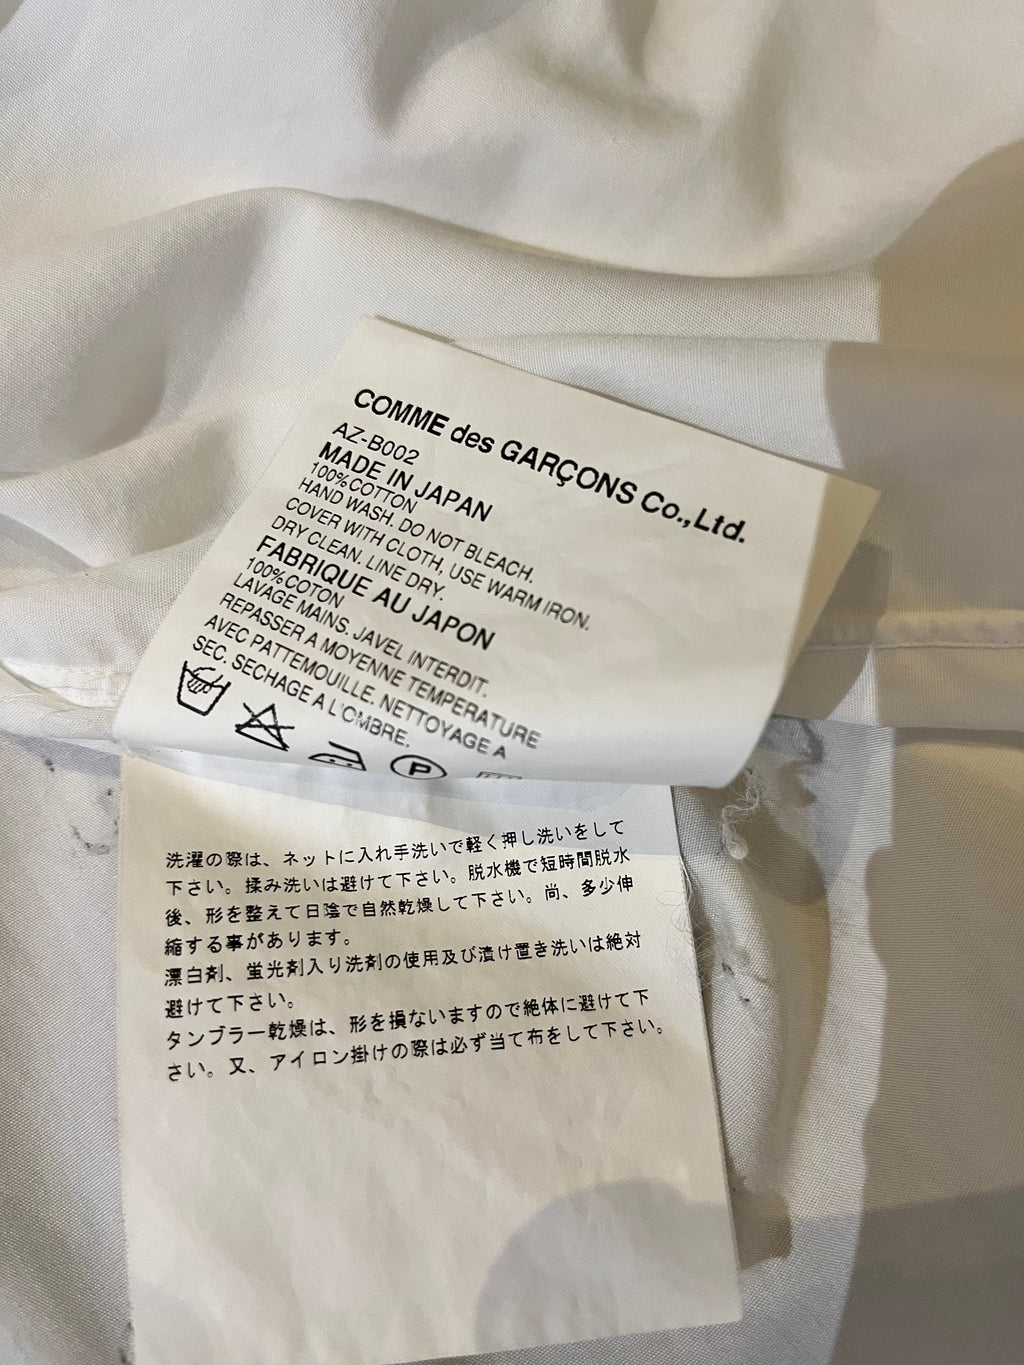 COMME des GARÇONS Co.,Ltd.
AZ-B002
MADE IN JAPAN
100%COTTON
HAND WASH. DO NOT BLEACH.
COVER WITH CLOTH, USE WARM IRON.
DRY CLEAN. LINE DRY.
FABRIQUE AU JAPON
100%COTON
LAVAGE MAINS. JAVEL INTERDIT.
REPASSER A MOYENNE TEMPERATURE
AVEC PATTEMOUILLE. NETTOYAGE A
SEC. SECHAGE A L'OMBRE.
P
洗濯の際は、ネットに入れ手洗いで軽く押し洗いをして
下さい。揉み洗いは避けて下さい。脱水機で短時間脱水
後、形を整えて日陰で自然乾燥して下さい。尚、多少伸
縮する事があります。
漂白剤、蛍光剤入り洗剤の使用及び漬け置き洗いは絶対
避けて下さい。
タンブラー乾燥は、形を損ないますので絶体に避けて下
さい。又、アイロン掛けの際は必ず当て布をして下さい。